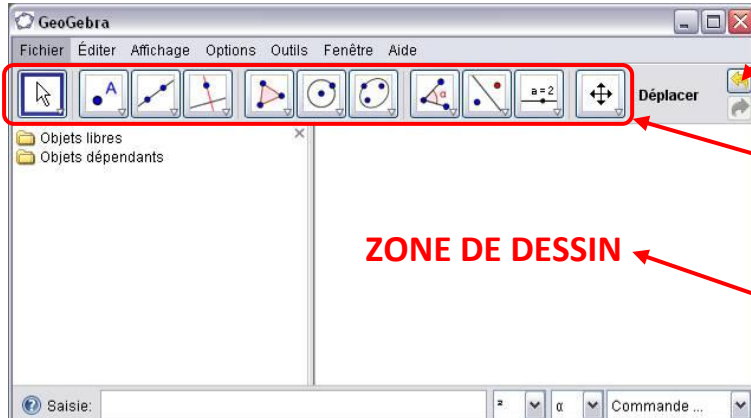 GeoGebra
Fichier Éditer Affichage Options Outils Fenêtre Aide
A α a=2 Déplacer
Objets libres
Objets dépendants
ZONE DE DESSIN
Saisie: ² α Commande ...